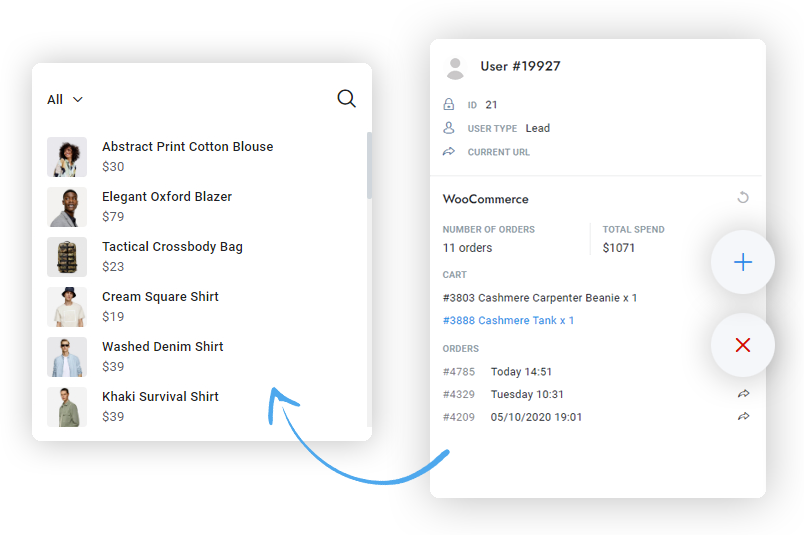 All
Abstract Print Cotton Blouse
$30
Elegant Oxford Blazer
$79
Tactical Crossbody Bag
$23
Cream Square Shirt
$19
Washed Denim Shirt
$39
Khaki Survival Shirt
$39
User #19927
ID 21
USER TYPE Lead
CURRENT URL
WooCommerce
NUMBER OF ORDERS TOTAL SPEND
11 orders $1071
CART
#3803 Cashmere Carpenter Beanie x 1
#3888 Cashmere Tank x 1
ORDERS
#4785 Today 14:51
#4329 Tuesday 10:31
#4209 05/10/2020 19:01